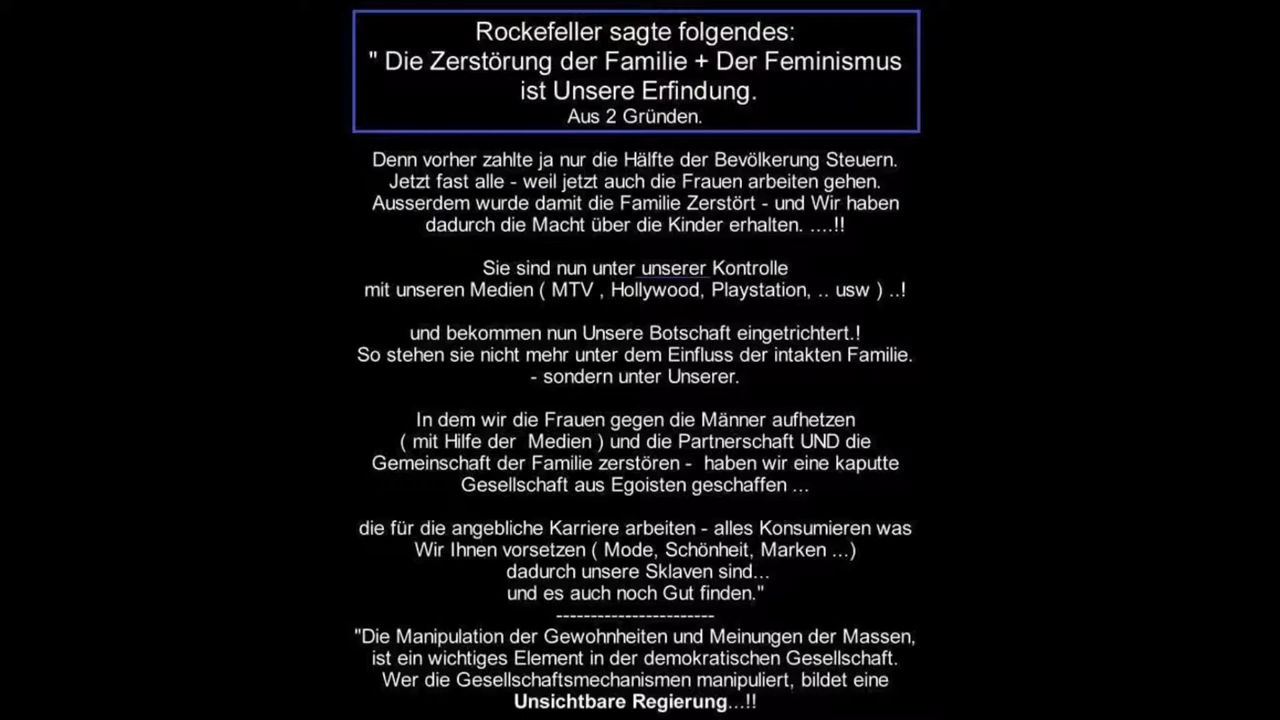 Rockefeller sagte folgendes:
" Die Zerstörung der Familie + Der Feminismus
ist Unsere Erfindung.
Aus 2 Gründen.
Denn vorher zahlte ja nur die Hälfte der Bevölkerung Steuern.
Jetzt fast alle - weil jetzt auch die Frauen arbeiten gehen.
Ausserdem wurde damit die Familie Zerstört - und Wir haben
dadurch die Macht über die Kinder erhalten. ....!!
Sie sind nun unter unserer Kontrolle
mit unseren Medien ( MTV , Hollywood, Playstation, .. usw ) ..!
und bekommen nun Unsere Botschaft eingetrichtert.!
So stehen sie nicht mehr unter dem Einfluss der intakten Familie.
- sondern unter Unserer.
In dem wir die Frauen gegen die Männer aufhetzen
( mit Hilfe der  Medien ) und die Partnerschaft UND die
Gemeinschaft der Familie zerstören -  haben wir eine kaputte
Gesellschaft aus Egoisten geschaffen ...
die für die angebliche Karriere arbeiten - alles Konsumieren was
Wir Ihnen vorsetzen ( Mode, Schönheit, Marken ...)
dadurch unsere Sklaven sind...
und es auch noch Gut finden."
-----------------------
"Die Manipulation der Gewohnheiten und Meinungen der Massen,
ist ein wichtiges Element in der demokratischen Gesellschaft.
Wer die Gesellschaftsmechanismen manipuliert, bildet eine
Unsichtbare Regierung...!!